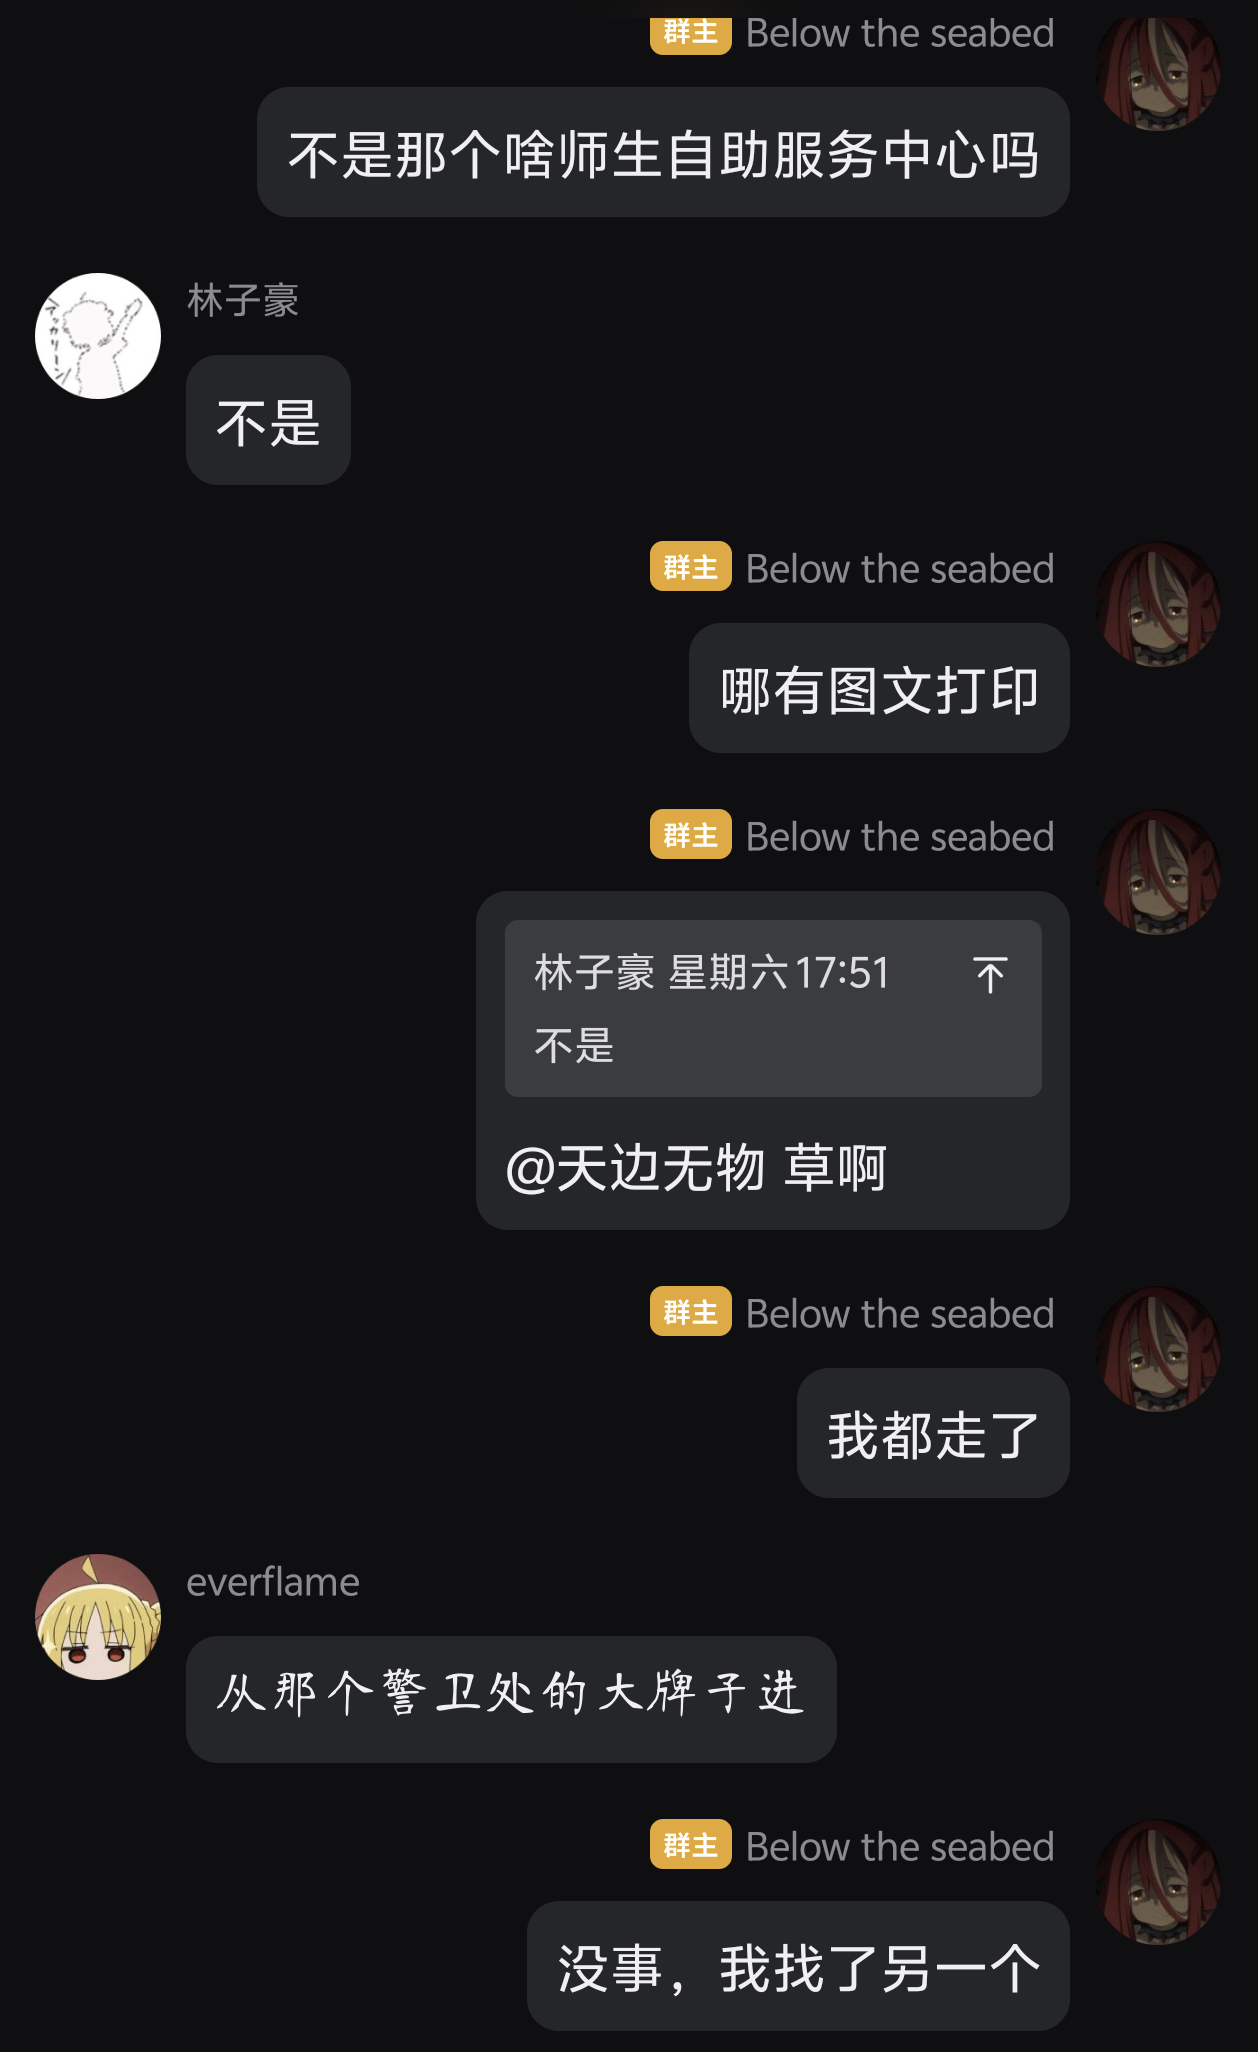 群主 Below the seabed
不是那个啥师生自助服务中心吗
林子豪
不是
群主 Below the seabed
哪有图文打印
群主 Below the seabed
林子豪 星期六17:51
不是
@天边无物 草啊
群主 Below the seabed
我都走了
everflame
从那个警卫处的大牌子进
群主 Below the seabed
没事，我找了另一个